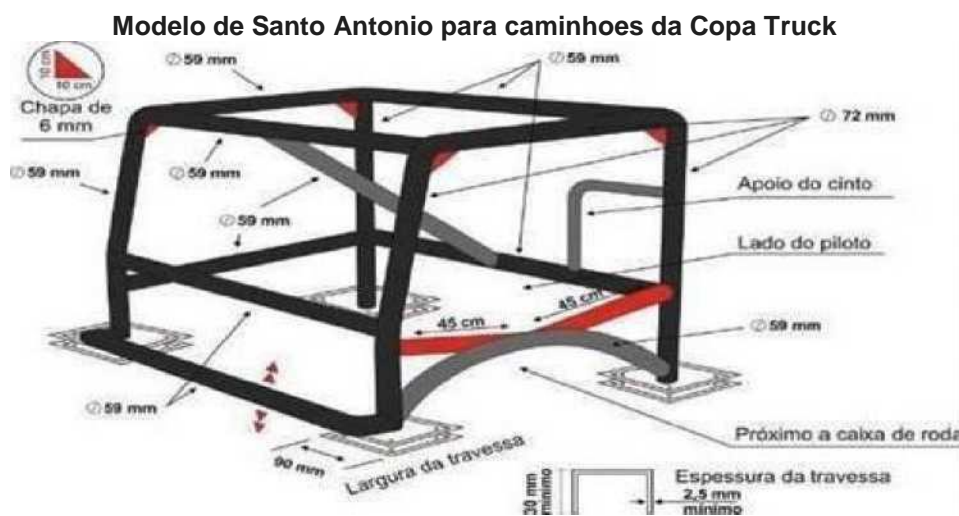 Modelo de Santo Antonio para caminhoes da Copa Truck
10 cm
10 cm
Chapa de
6 mm
∅ 59 mm
∅ 59 mm
∅ 72 mm
∅ 59 mm
∅ 59 mm
∅ 59 mm
Apoio do cinto
Lado do piloto
45 cm
45 cm
∅ 59 mm
∅ 59 mm
90 mm
Largura da travessa
Próximo a caixa de roda
30 mm
mínimo
Espessura da travessa
2,5 mm
mínimo